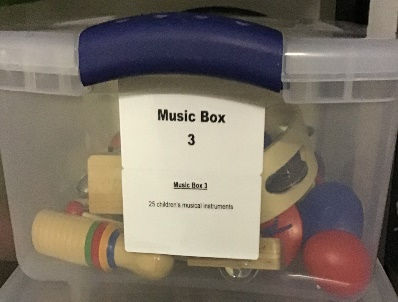 Music Box
3
Music Box 3
25 children's musical instruments